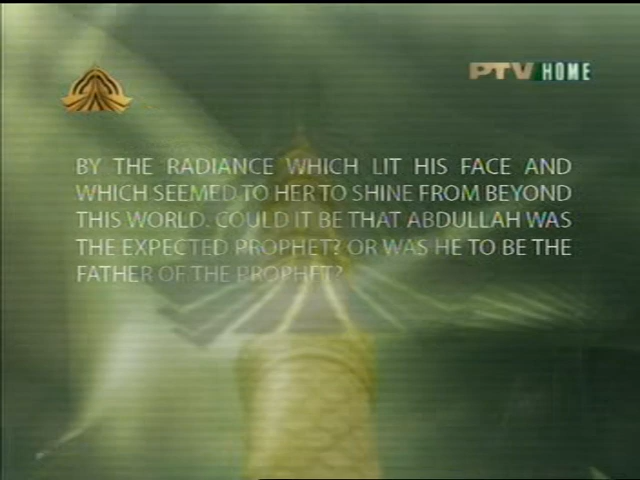 PTV HOME
BY THE RADIANCE WHICH LIT HIS FACE AND
WHICH SEEMED TO HER TO SHINE FROM BEYOND
THIS WORLD. COULD IT BE THAT ABDULLAH WAS
THE EXPECTED PROPHET? OR WAS HE TO BE THE
FATHER OF THE PROPHET?